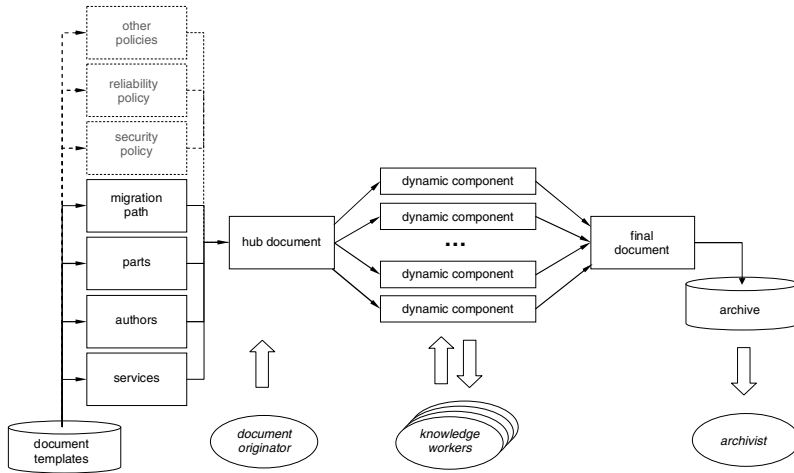 other
policies
reliability
policy
security
policy
migration
path
parts
authors
services
document
templates
hub document
document
originator
dynamic component
dynamic component
...
dynamic component
dynamic component
knowledge
workers
final
document
archive
archivist